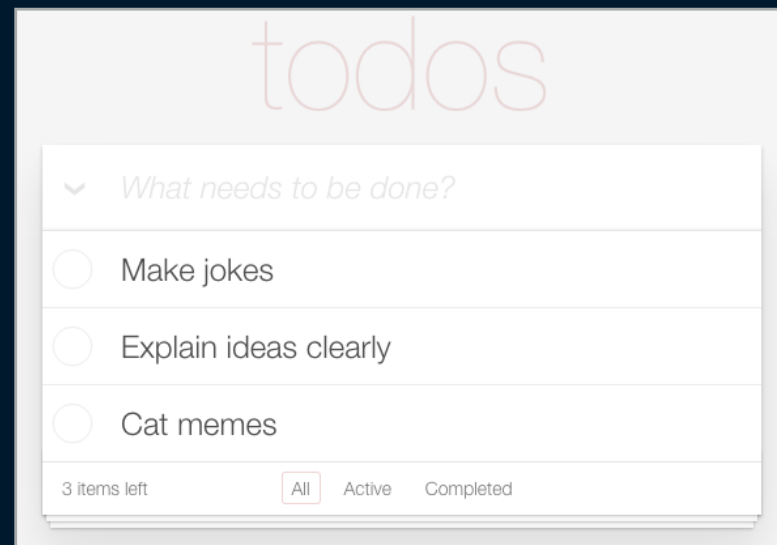 todos
What needs to be done?
Make jokes
Explain ideas clearly
Cat memes
3 items left All Active Completed